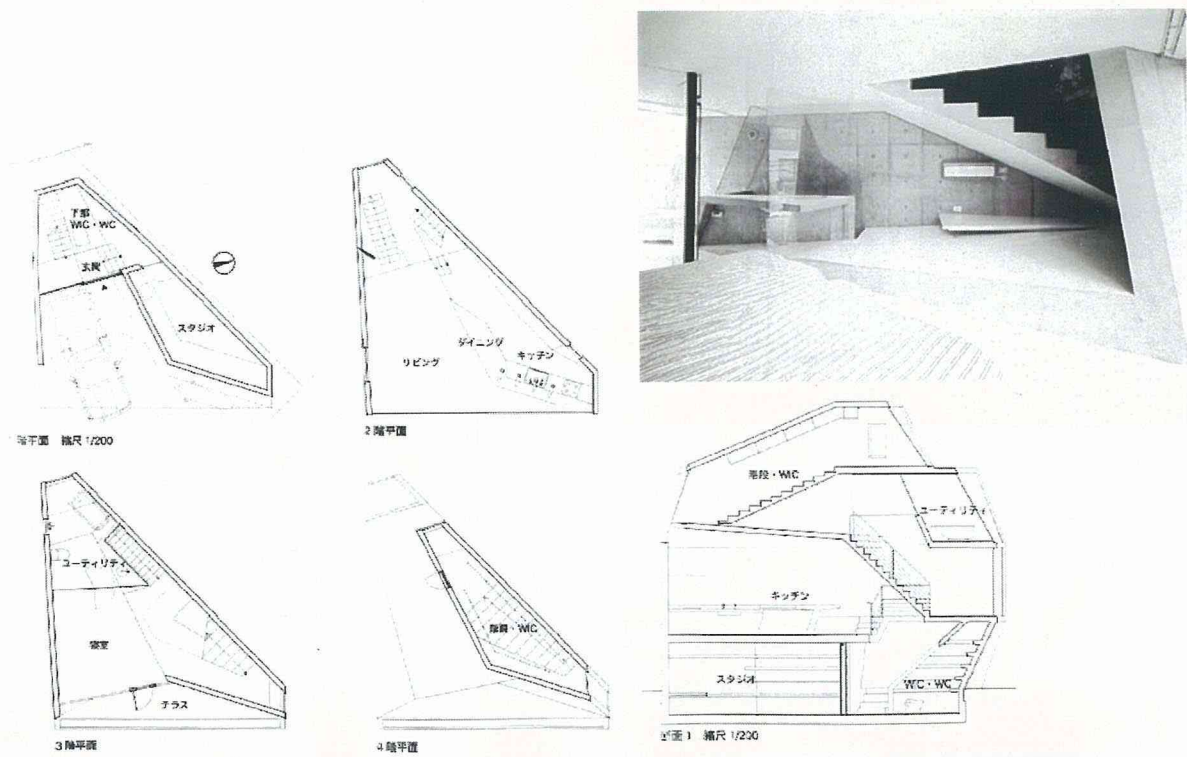 下部
WIC・WC
玄関
スタジオ
階平面 縮尺 1/200
リビング
ダイニング
キッチン
2階平面
ユーティリティ
寝室
テラス
3階平面
階段・WIC
4階平面
階段・WIC
ユーティリティ
キッチン
スタジオ
WC・WC
断面1 縮尺 1/200